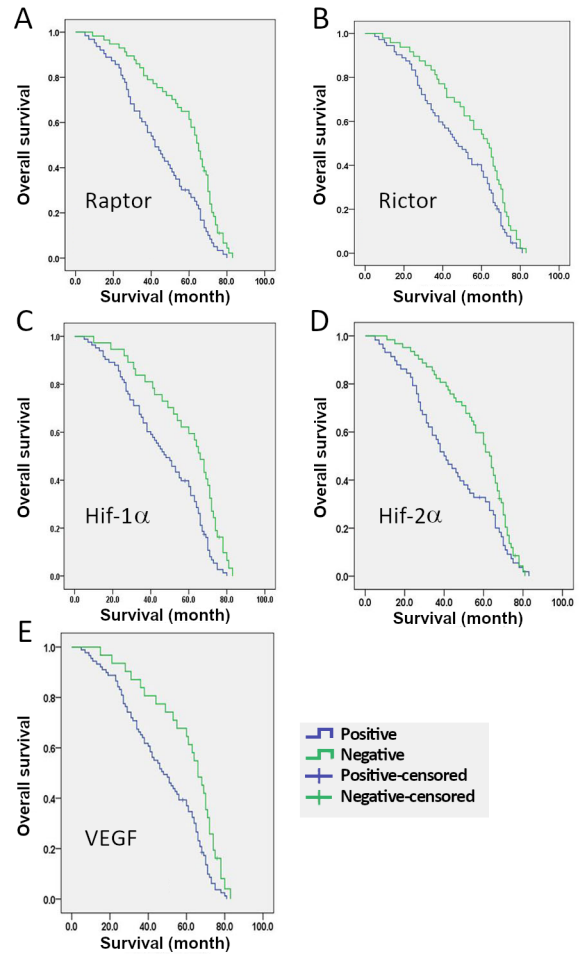 A
Overall survival
1.0
0.8
0.6
0.4
0.2
0.0
Raptor
0.0 20.0 40.0 60.0 80.0 100.0
Survival (month)
B
Overall survival
1.0
0.8
0.6
0.4
0.2
0.0
Rictor
0.0 20.0 40.0 60.0 80.0 100.0
Survival (month)
C
Overall survival
1.0
0.8
0.6
0.4
0.2
0.0
Hif-1α
0.0 20.0 40.0 60.0 80.0 100.0
Survival (month)
D
Overall survival
1.0
0.8
0.6
0.4
0.2
0.0
Hif-2α
0.0 20.0 40.0 60.0 80.0 100.0
Survival (month)
E
Overall survival
1.0
0.8
0.6
0.4
0.2
0.0
VEGF
0.0 20.0 40.0 60.0 80.0 100.0
Survival (month)
Positive
Negative
Positive-censored
Negative-censored